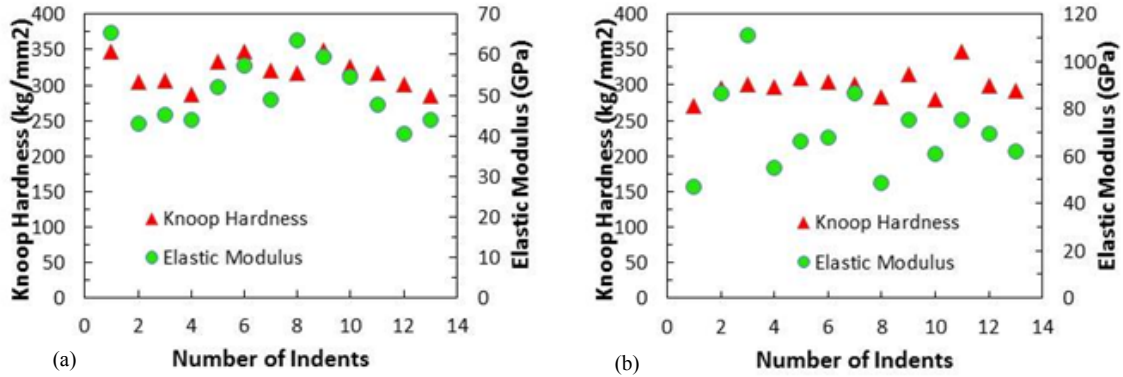 400
350
300
250
200
150
100
50
0
Knoop Hardness (kg/mm2)
70
60
50
40
30
20
10
0
Elastic Modulus (GPa)
Knoop Hardness
Elastic Modulus
0 2 4 6 8 10 12 14
Number of Indents
(a)
400
350
300
250
200
150
100
50
0
Knoop Hardness (kg/mm2)
120
100
80
60
40
20
0
Elastic Modulus (GPa)
Knoop Hardness
Elastic Modulus
0 2 4 6 8 10 12 14
Number of Indents
(b)